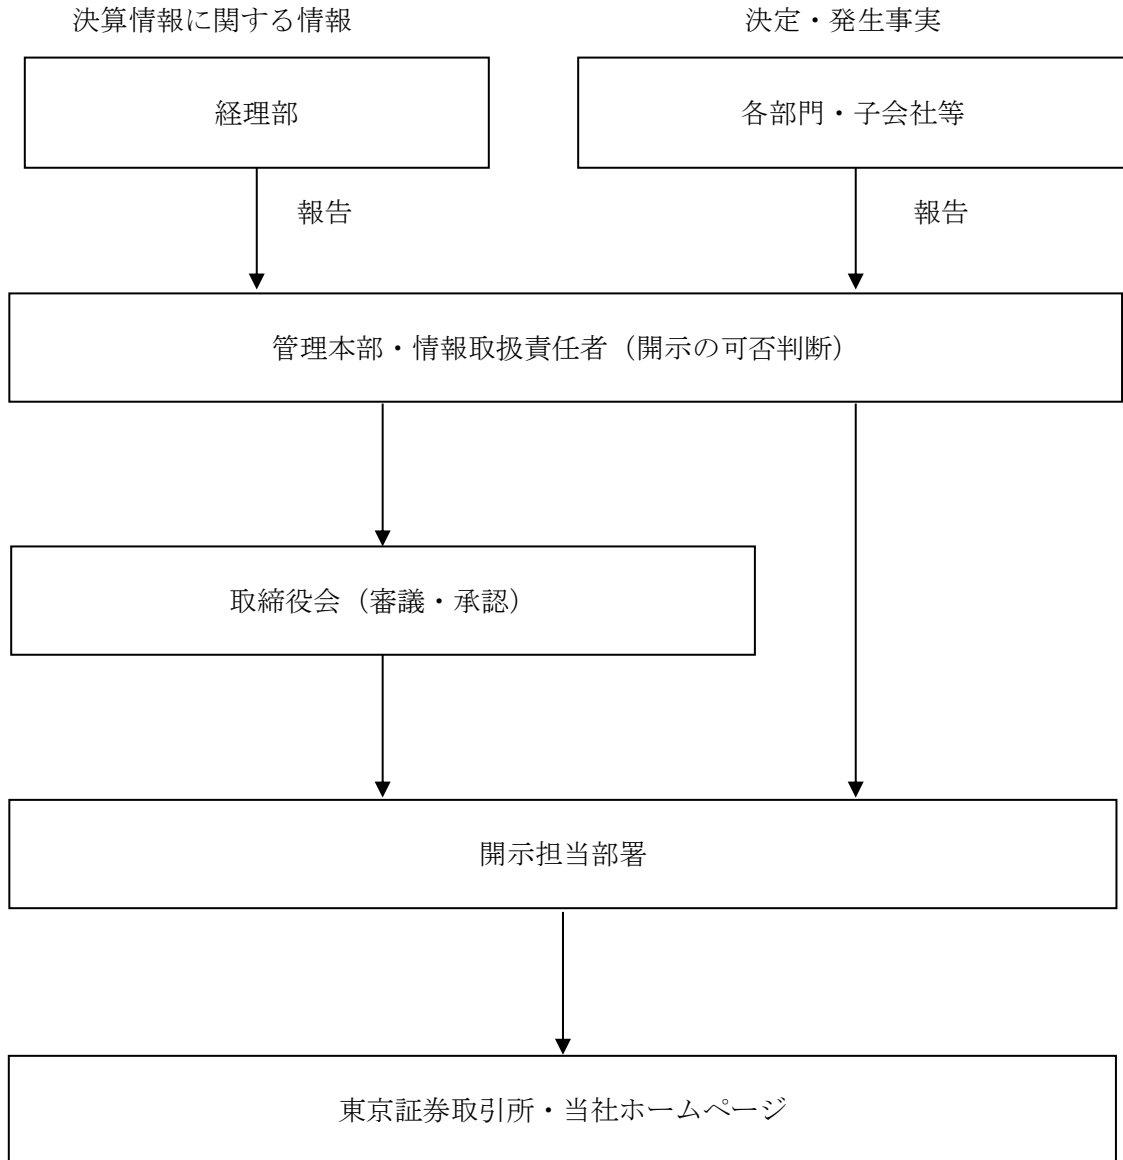 決算情報に関する情報
決定・発生事実
経理部
各部門・子会社等
報告
報告
管理本部・情報取扱責任者（開示の可否判断）
取締役会（審議・承認）
開示担当部署
東京証券取引所・当社ホームページ